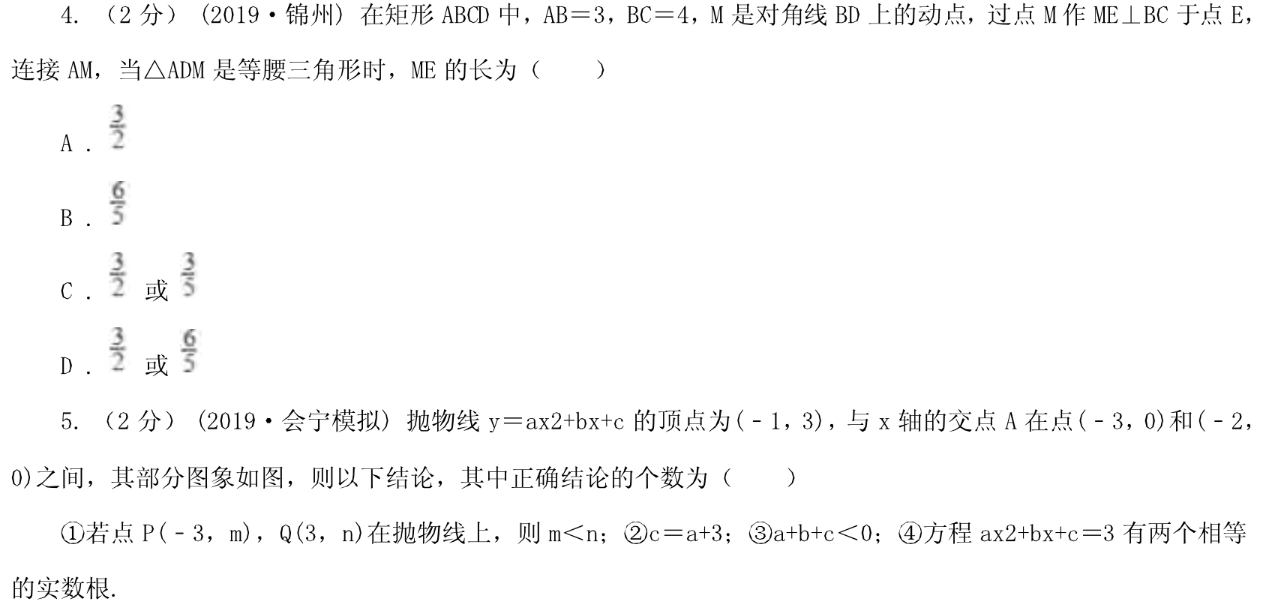 4. （2 分） (2019·锦州) 在矩形 ABCD 中，AB＝3，BC＝4，M 是对角线 BD 上的动点，过点 M 作 ME⊥BC 于点 E，
连接 AM，当△ADM 是等腰三角形时，ME 的长为（　　）
A . 3/2
B . 6/5
C . 3/2 或 3/5
D . 3/2 或 6/5
5. （2 分） (2019·会宁模拟) 抛物线 y＝ax2+bx+c 的顶点为(﹣1，3)，与 x 轴的交点 A 在点(﹣3，0)和(﹣2，
0)之间，其部分图象如图，则以下结论，其中正确结论的个数为（　　）
①若点 P(﹣3，m)，Q(3，n)在抛物线上，则 m＜n；②c＝a+3；③a+b+c＜0；④方程 ax2+bx+c＝3 有两个相等
的实数根.